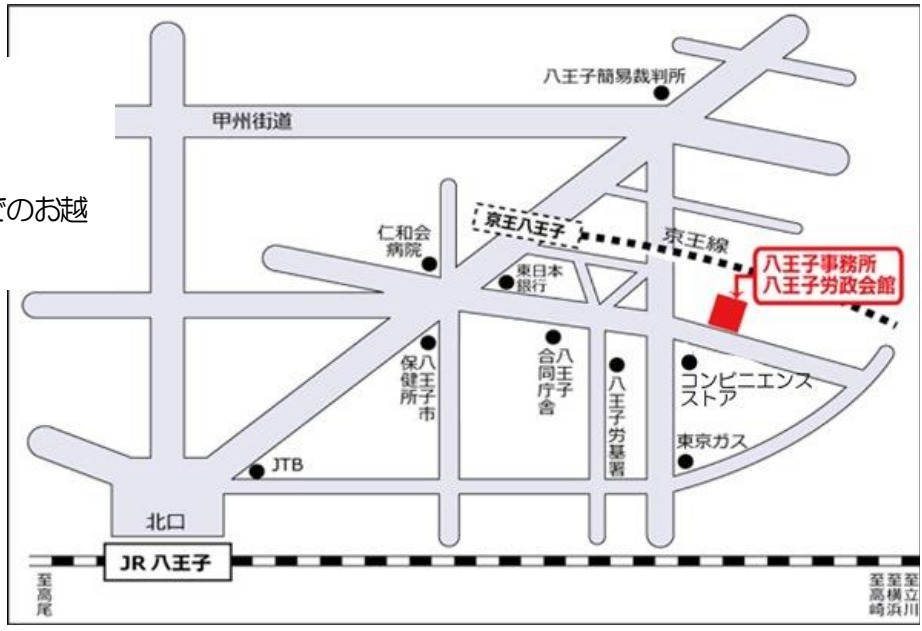 八王子簡易裁判所
甲州街道
でのお越
仁和会
病院
京王八王子
京王線
東日本
銀行
八王子事務所
八王子労政会館
八王子市
保健所
八王子
合同庁舎
八王子労基署
コンビニエンス
ストア
東京ガス
JTB
北口
JR 八王子
至高尾
至立川
至横浜
至高崎